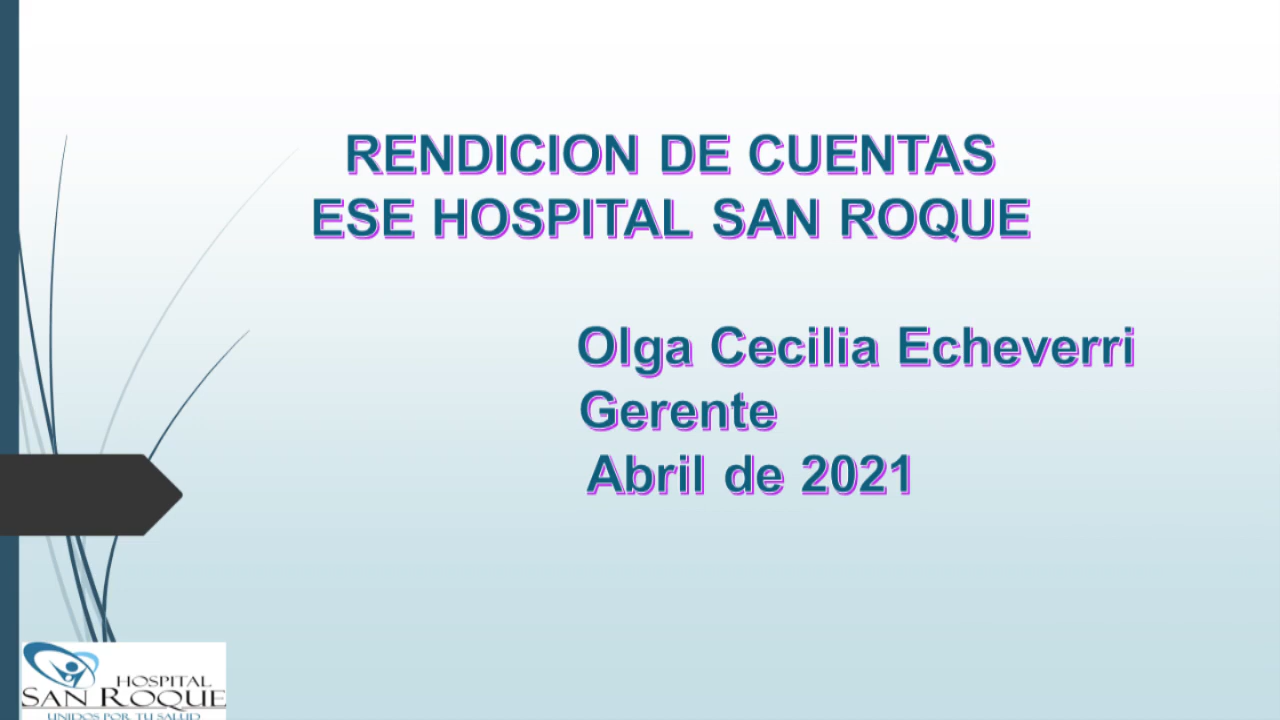 RENDICION DE CUENTAS
ESE HOSPITAL SAN ROQUE
Olga Cecilia Echeverri
Gerente
Abril de 2021
HOSPITAL
SAN ROQUE
UNIDOS POR TU SALUD